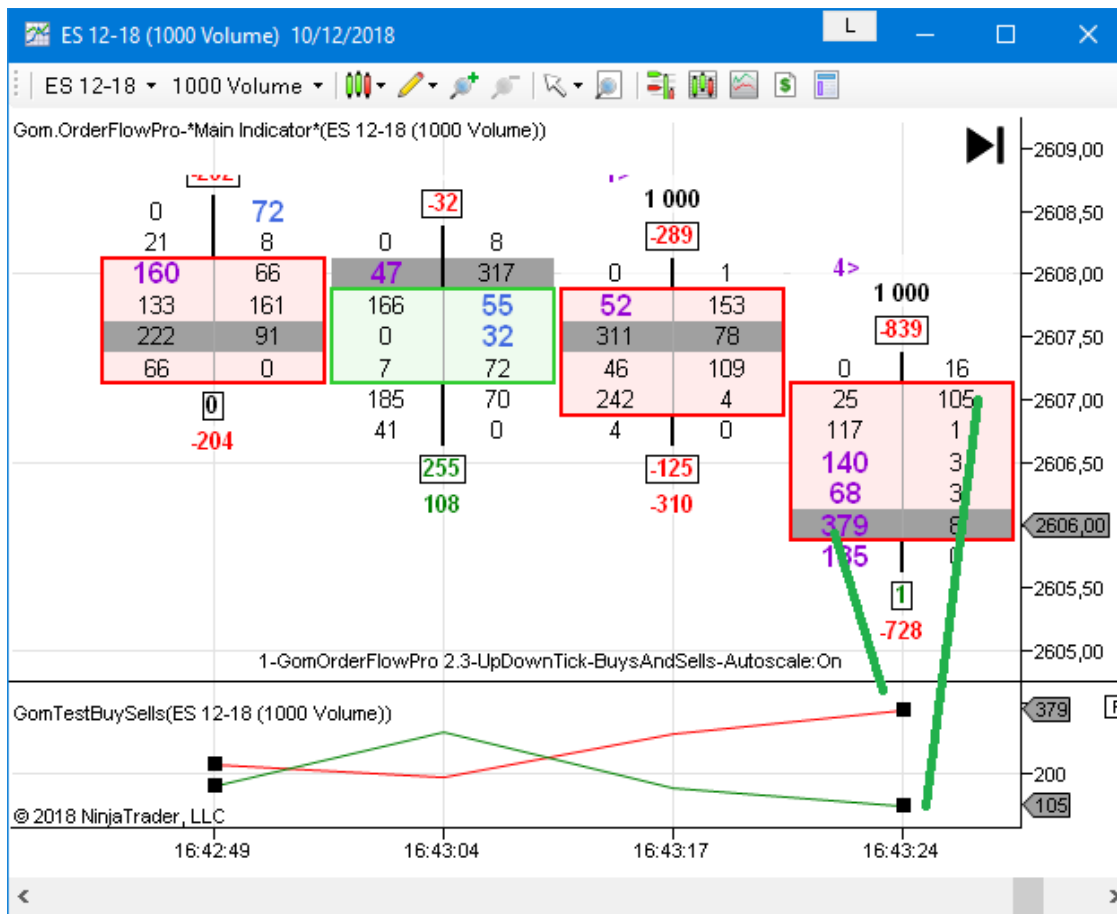 ES 12-18 (1000 Volume) 10/12/2018 L
ES 12-18 1000 Volume
Gom.OrderFlowPro-*Main Indicator*(ES 12-18 (1000 Volume))
2609,00
-32 1 000
0 72 2608,50
-289
21 8 0 8
160 66 47 317 0 1 4> 2608,00
1 000
133 161 166 55 52 153
222 91 0 32 311 78 -839 2607,50
66 0 7 72 46 109 0 16
0 185 70 242 4 25 105 2607,00
-204 41 0 4 0 117 1
255 -125 140 3 2606,50
108 -310 68 3
379 8 2606,00
185
1 2605,50
-728
1-GomOrderFlowPro 2.3-UpDownTick-BuysAndSells-Autoscale:On 2605,00
GomTestBuySells(ES 12-18 (1000 Volume)) 379
200
© 2018 NinjaTrader, LLC 105
16:42:49 16:43:04 16:43:17 16:43:24